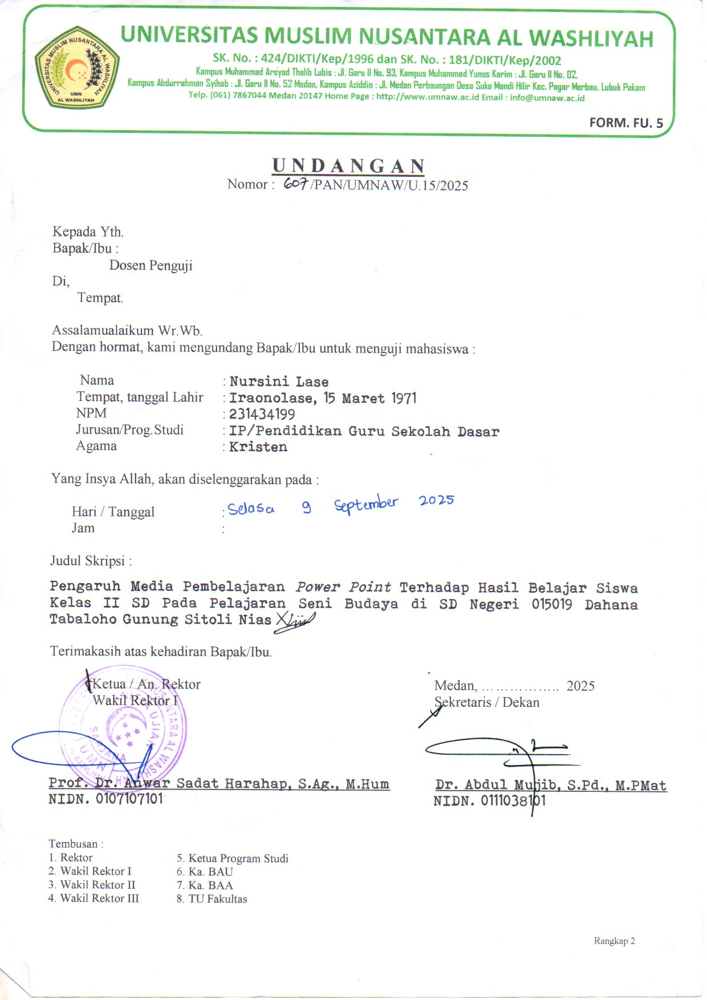 UNIVERSITAS MUSLIM NUSANTARA AL WASHLIYAH
SK. No. : 424/DIKTI/Kep/1996 dan SK. No. : 181/DIKTI/Kep/2002
Kampus Muhammad Arsyad Thalib Lubis : Jl. Garu II No. 93, Kampus Muhammad Yunus Karim : Jl. Garu II No. 02,
Kampus Abdurrahman Syihab : Jl. Garu II No. 52 Medan, Kampus Aziddin : Jl. Medan Perbaungan Desa Suka Mandi Hilir Kec. Pagar Merbau, Lubuk Pakam
Telp. (061) 7867044 Medan 20147 Home Page : http://www.umnaw.ac.id Email : info@umnaw.ac.id
UNIVERSITAS MUSLIM NUSANTARA AL WASHLIYAH
UMN
AL WASHLIYAH
FORM. FU. 5
UNDANGAN
Nomor : 607/PAN/UMNAW/U.15/2025
Kepada Yth.
Bapak/Ibu :
Dosen Penguji
Di,
Tempat.
Assalamualaikum Wr.Wb.
Dengan hormat, kami mengundang Bapak/Ibu untuk menguji mahasiswa :
Nama : Nursini Lase
Tempat, tanggal Lahir : Iraonolase, 15 Maret 1971
NPM : 231434199
Jurusan/Prog.Studi : IP/Pendidikan Guru Sekolah Dasar
Agama : Kristen
Yang Insya Allah, akan diselenggarakan pada :
Hari / Tanggal : Selasa 9 September 2025
Jam :
Judul Skripsi :
Pengaruh Media Pembelajaran Power Point Terhadap Hasil Belajar Siswa
Kelas II SD Pada Pelajaran Seni Budaya di SD Negeri 015019 Dahana
Tabaloho Gunung Sitoli Nias
Terimakasih atas kehadiran Bapak/Ibu.
Ketua / An. Rektor
Wakil Rektor I
Medan, ................. 2025
Sekretaris / Dekan
PANITIA UJIAN
SARJANA
UMN
Prof. Dr. Anwar Sadat Harahap, S.Ag., M.Hum
NIDN. 0107107101
Dr. Abdul Mujib, S.Pd., M.PMat
NIDN. 0111038101
Tembusan :
1. Rektor
2. Wakil Rektor I
3. Wakil Rektor II
4. Wakil Rektor III
5. Ketua Program Studi
6. Ka. BAU
7. Ka. BAA
8. TU Fakultas
Rangkap 2